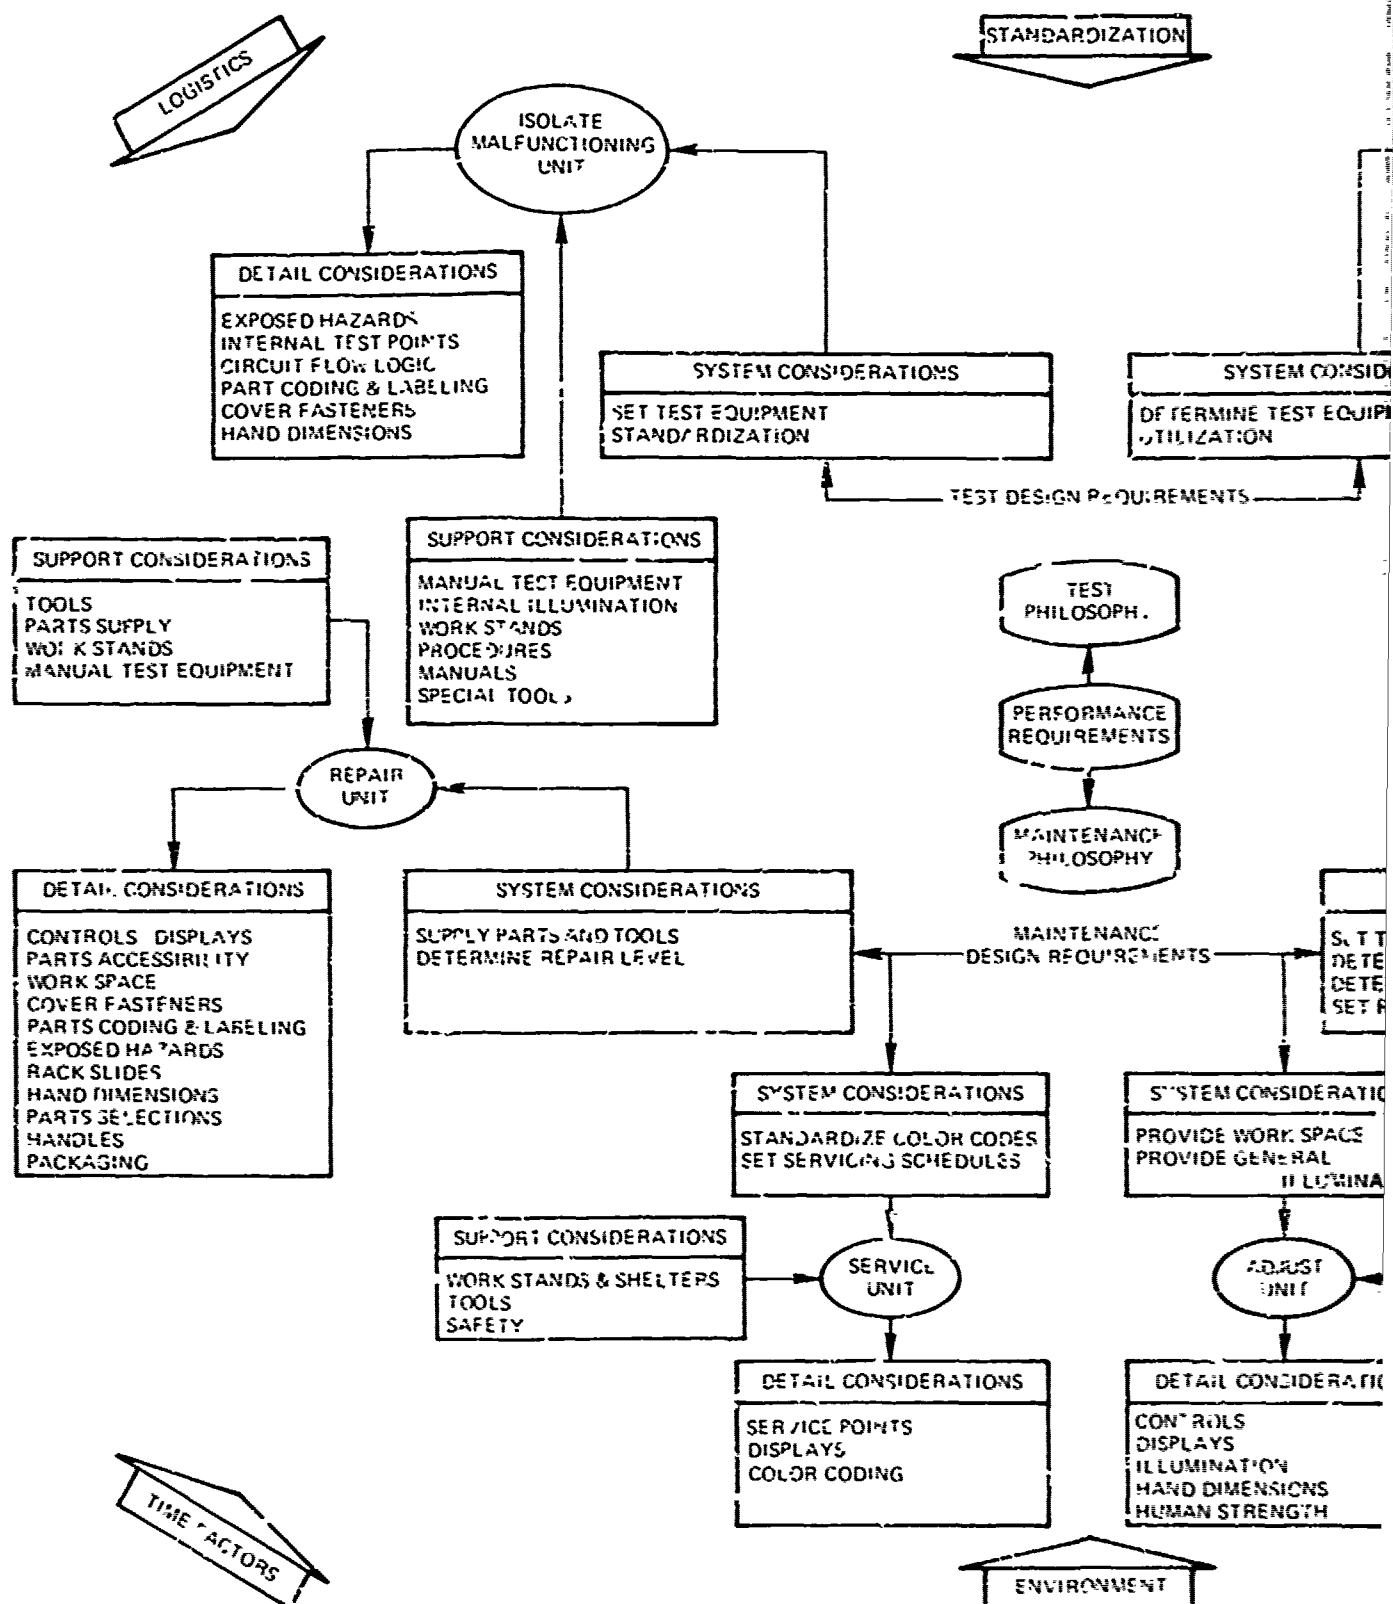 LOGISTICS
STANDARDIZATION
ISOLATE
MALFUNCTIONING
UNIT
DETAIL CONSIDERATIONS
EXPOSED HAZARDS
INTERNAL TEST POINTS
CIRCUIT FLOW LOGIC
PART CODING & LABELING
COVER FASTENERS
HAND DIMENSIONS
SYSTEM CONSIDERATIONS
SET TEST EQUIPMENT
STANDARDIZATION
SYSTEM CONSID
DETERMINE TEST EQUIP
UTILIZATION
TEST DESIGN REQUIREMENTS
SUPPORT CONSIDERATIONS
TOOLS
PARTS SUPPLY
WORK STANDS
MANUAL TEST EQUIPMENT
SUPPORT CONSIDERATIONS
MANUAL TEST EQUIPMENT
INTERNAL ILLUMINATION
WORK STANDS
PROCEDURES
MANUALS
SPECIAL TOOLS
TEST
PHILOSOPHY
PERFORMANCE
REQUIREMENTS
MAINTENANCE
PHILOSOPHY
REPAIR
UNIT
DETAIL CONSIDERATIONS
CONTROLS DISPLAYS
PARTS ACCESSIBILITY
WORK SPACE
COVER FASTENERS
PARTS CODING & LABELING
EXPOSED HAZARDS
RACK SLIDES
HAND DIMENSIONS
PARTS SELECTIONS
HANDLES
PACKAGING
SYSTEM CONSIDERATIONS
SUPPLY PARTS AND TOOLS
DETERMINE REPAIR LEVEL
MAINTENANCE
DESIGN REQUIREMENTS
SET T
DETE
DETE
SET
SYSTEM CONSIDERATIONS
STANDARDIZE COLOR CODES
SET SERVICING SCHEDULES
SYSTEM CONSIDERATIO
PROVIDE WORK SPACE
PROVIDE GENERAL
ILLUMINA
SUPPORT CONSIDERATIONS
WORK STANDS & SHELTERS
TOOLS
SAFETY
SERVICE
UNIT
ADJUST
UNIT
DETAIL CONSIDERATIONS
SERVICE POINTS
DISPLAYS
COLOR CODING
DETAIL CONSIDERATIO
CONTROLS
DISPLAYS
ILLUMINATION
HAND DIMENSIONS
HUMAN STRENGTH
TIME FACTORS
ENVIRONMENT